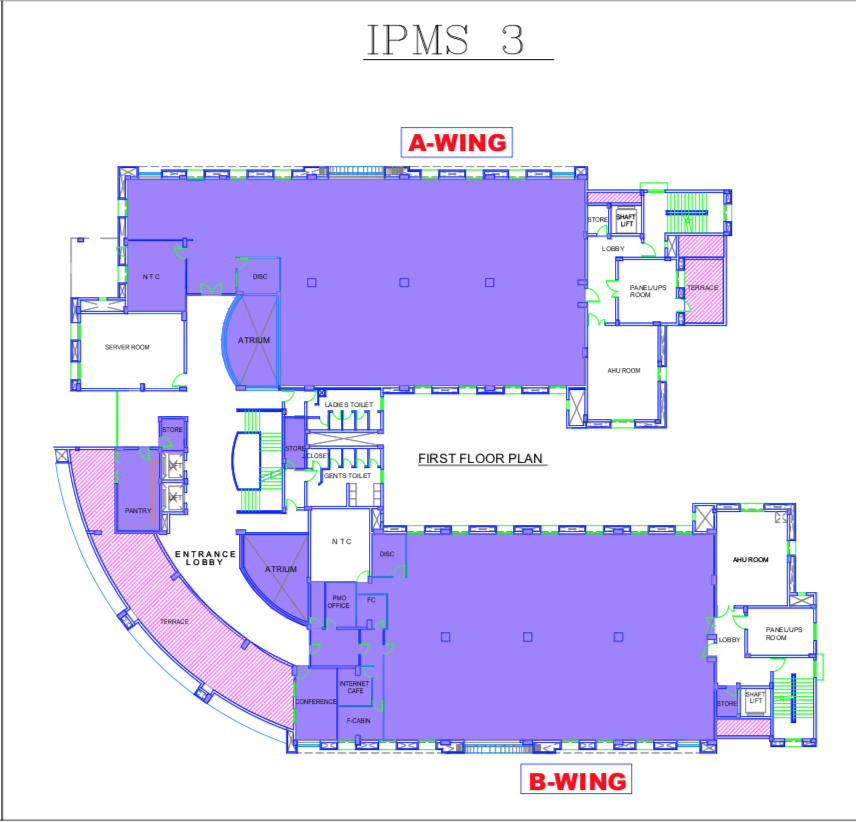 IPMS 3
A-WING
STORE
SHAFT
LIFT
LOBBY
N T C
DISC
PANEL/UPS
ROOM
TERRACE
ATRIUM
SERVER ROOM
AHU ROOM
LADIES TOILET
STORE
STORE
CLOSET
FIRST FLOOR PLAN
LIFT
GENTS TOILET
LIFT
PANTRY
N T C
ENTRANCE
LOBBY
DISC
AHU ROOM
ATRIUM
PMO
OFFICE
FC
TERRACE
PANEL/UPS
ROOM
LOBBY
INTERNET
CAFE
CONFERENCE
STORE
SHAFT
LIFT
F-CABIN
B-WING